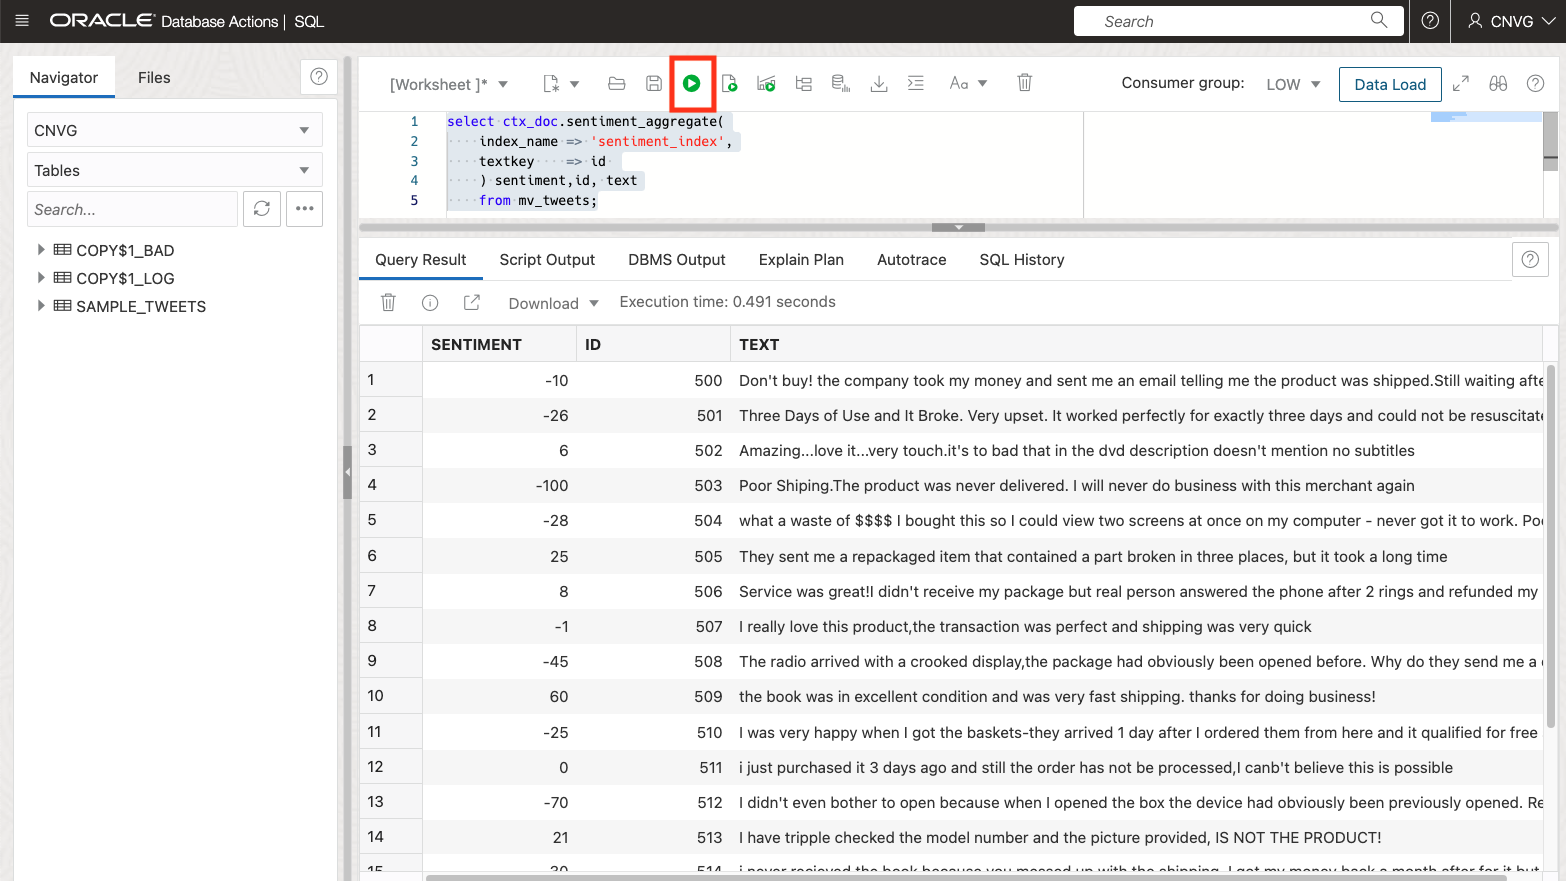 ORACLE Database Actions | SQL
Search
CNVG
Navigator
Files
[Worksheet ]*
Aa
Consumer group:
LOW
Data Load
CNVG
Tables
Search...
COPY$1_BAD
COPY$1_LOG
SAMPLE_TWEETS
1 select ctx_doc.sentiment_aggregate(
2 index_name => 'sentiment_index',
3 textkey => id
4 ) sentiment,id, text
5 from mv_tweets;
Query Result
Script Output
DBMS Output
Explain Plan
Autotrace
SQL History
Download
Execution time: 0.491 seconds
SENTIMENT ID TEXT
1 -10 500 Don't buy! the company took my money and sent me an email telling me the product was shipped.Still waiting afte
2 -26 501 Three Days of Use and It Broke. Very upset. It worked perfectly for exactly three days and could not be resuscitate
3 6 502 Amazing...love it...very touch.it's to bad that in the dvd description doesn't mention no subtitles
4 -100 503 Poor Shiping.The product was never delivered. I will never do business with this merchant again
5 -28 504 what a waste of $$$$ I bought this so I could view two screens at once on my computer - never got it to work. Poo
6 25 505 They sent me a repackaged item that contained a part broken in three places, but it took a long time
7 8 506 Service was great!I didn't receive my package but real person answered the phone after 2 rings and refunded my
8 -1 507 I really love this product,the transaction was perfect and shipping was very quick
9 -45 508 The radio arrived with a crooked display,the package had obviously been opened before. Why do they send me a
10 60 509 the book was in excellent condition and was very fast shipping. thanks for doing business!
11 -25 510 I was very happy when I got the baskets-they arrived 1 day after I ordered them from here and it qualified for free
12 0 511 i just purchased it 3 days ago and still the order has not be processed,I canb't believe this is possible
13 -70 512 I didn't even bother to open because when I opened the box the device had obviously been previously opened. Re
14 21 513 I have tripple checked the model number and the picture provided, IS NOT THE PRODUCT!